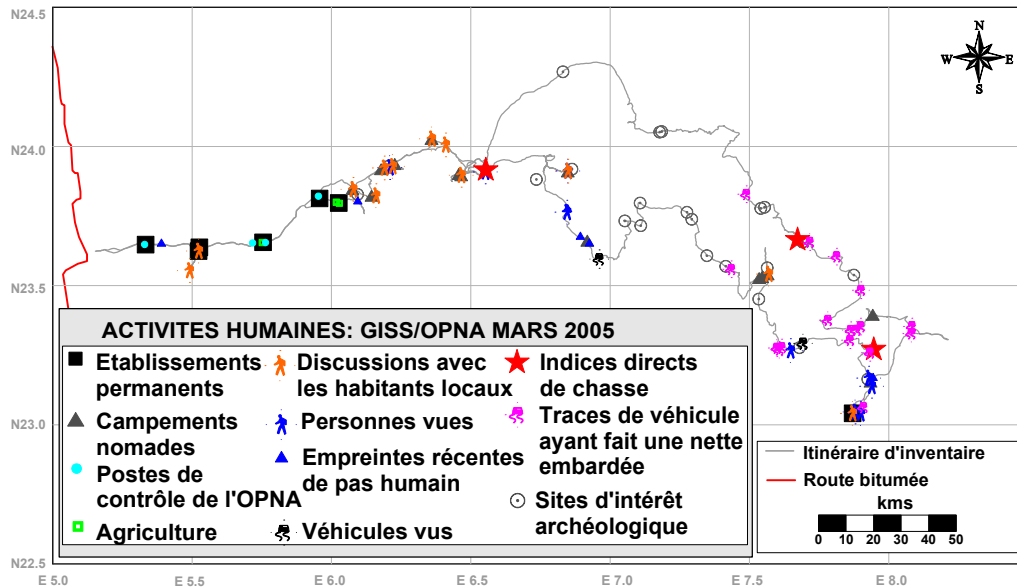 N24.5
N24.0
N23.5
N23.0
N22.5
E 5.0
E 5.5
E 6.0
E 6.5
E 7.0
E 7.5
E 8.0
N
W
E
S
ACTIVITES HUMAINES: GISS/OPNA MARS 2005
Etablissements
permanents
Campements
nomades
Postes de
contrôle de l'OPNA
Agriculture
Discussions avec
les habitants locaux
Personnes vues
Empreintes récentes
de pas humain
Véhicules vus
Indices directs
de chasse
Traces de véhicule
ayant fait une nette
embardée
Sites d'intérêt
archéologique
Itinéraire d'inventaire
Route bitumée
kms
0 10 20 30 40 50